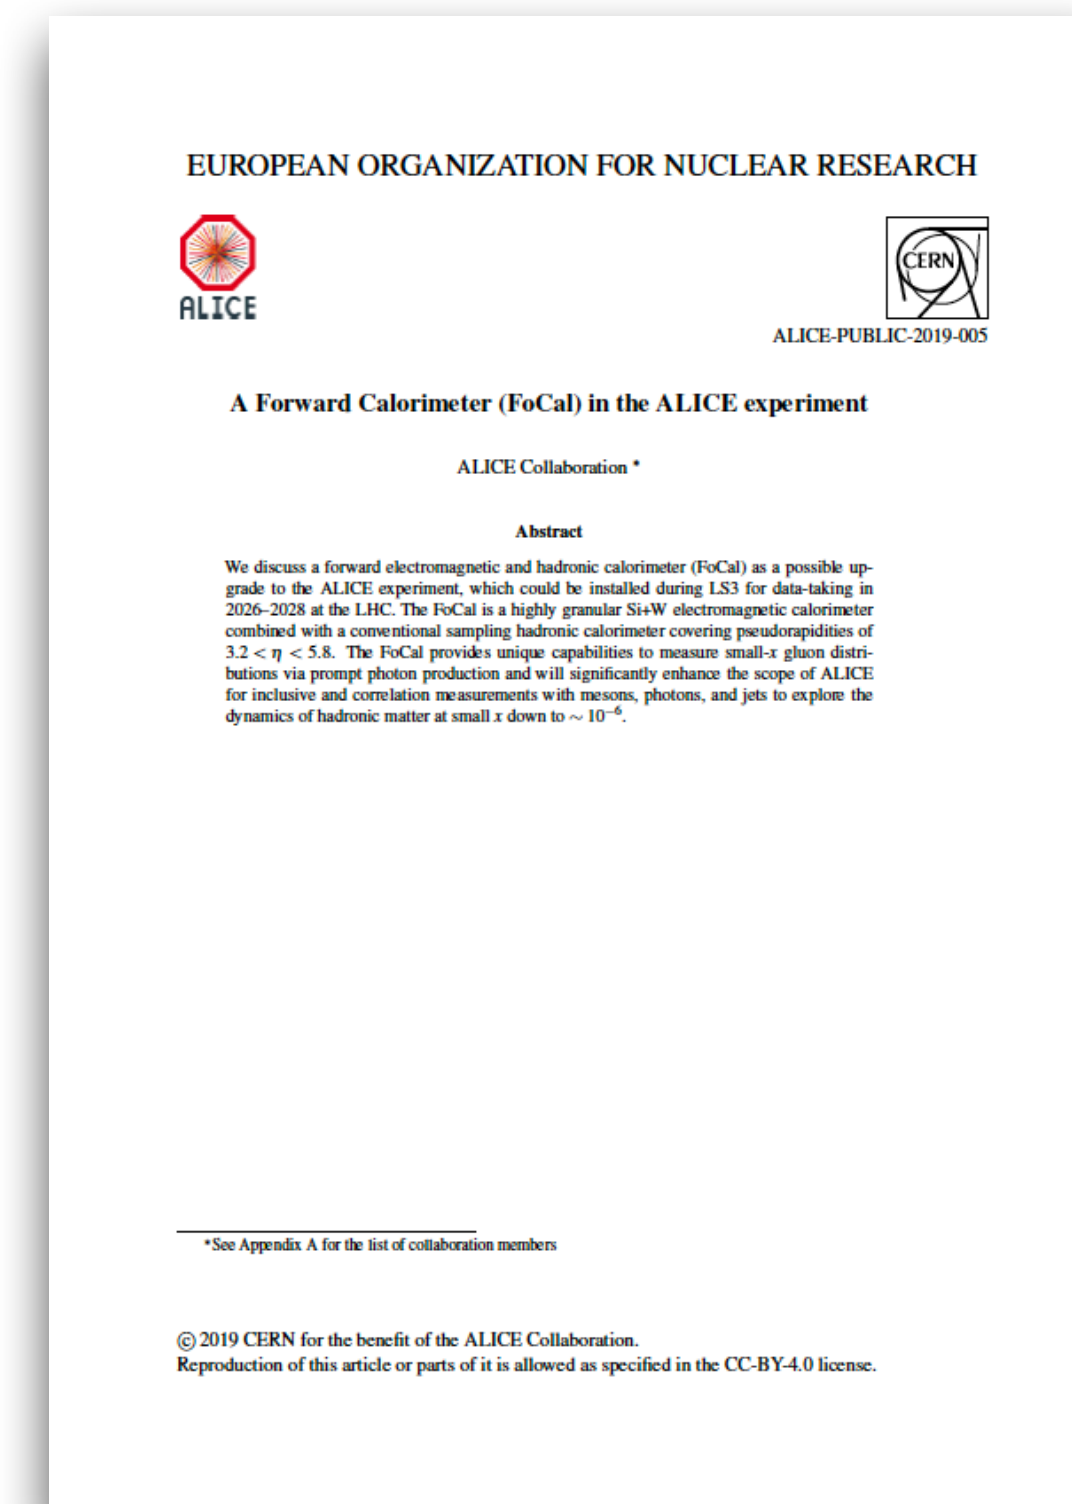 EUROPEAN ORGANIZATION FOR NUCLEAR RESEARCH
ALICE
CERN
ALICE-PUBLIC-2019-005
A Forward Calorimeter (FoCal) in the ALICE experiment
ALICE Collaboration *
Abstract
We discuss a forward electromagnetic and hadronic calorimeter (FoCal) as a possible up-
grade to the ALICE experiment, which could be installed during LS3 for data-taking in
2026–2028 at the LHC. The FoCal is a highly granular Si+W electromagnetic calorimeter
combined with a conventional sampling hadronic calorimeter covering pseudorapidities of
3.2 < η < 5.8. The FoCal provides unique capabilities to measure small-x gluon distri-
butions via prompt photon production and will significantly enhance the scope of ALICE
for inclusive and correlation measurements with mesons, photons, and jets to explore the
dynamics of hadronic matter at small x down to ∼ 10⁻⁶.
*See Appendix A for the list of collaboration members
© 2019 CERN for the benefit of the ALICE Collaboration.
Reproduction of this article or parts of it is allowed as specified in the CC-BY-4.0 license.